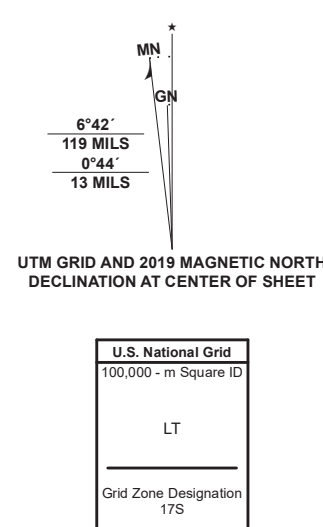 MN
GN
6°42´
119 MILS
0°44´
13 MILS
UTM GRID AND 2019 MAGNETIC NORTH
DECLINATION AT CENTER OF SHEET
U.S. National Grid
100,000 - m Square ID
LT
Grid Zone Designation
17S